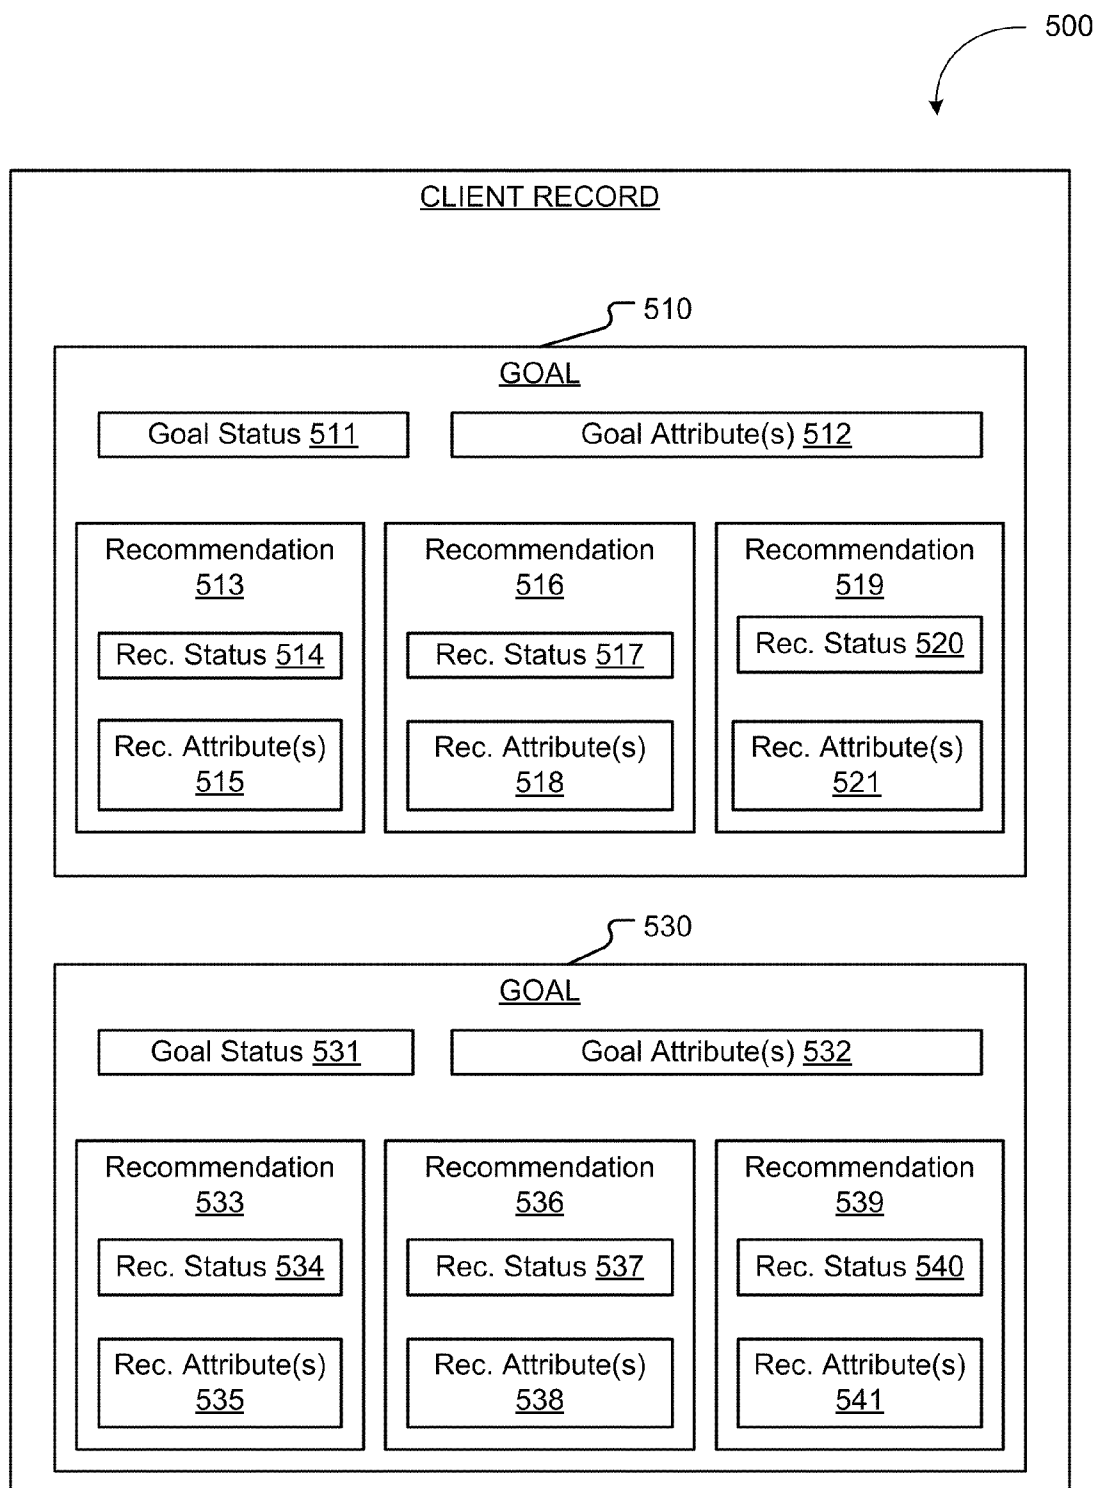 500
CLIENT RECORD
510
GOAL
Goal Status 511
Goal Attribute(s) 512
Recommendation
513
Rec. Status 514
Rec. Attribute(s)
515
Recommendation
516
Rec. Status 517
Rec. Attribute(s)
518
Recommendation
519
Rec. Status 520
Rec. Attribute(s)
521
530
GOAL
Goal Status 531
Goal Attribute(s) 532
Recommendation
533
Rec. Status 534
Rec. Attribute(s)
535
Recommendation
536
Rec. Status 537
Rec. Attribute(s)
538
Recommendation
539
Rec. Status 540
Rec. Attribute(s)
541